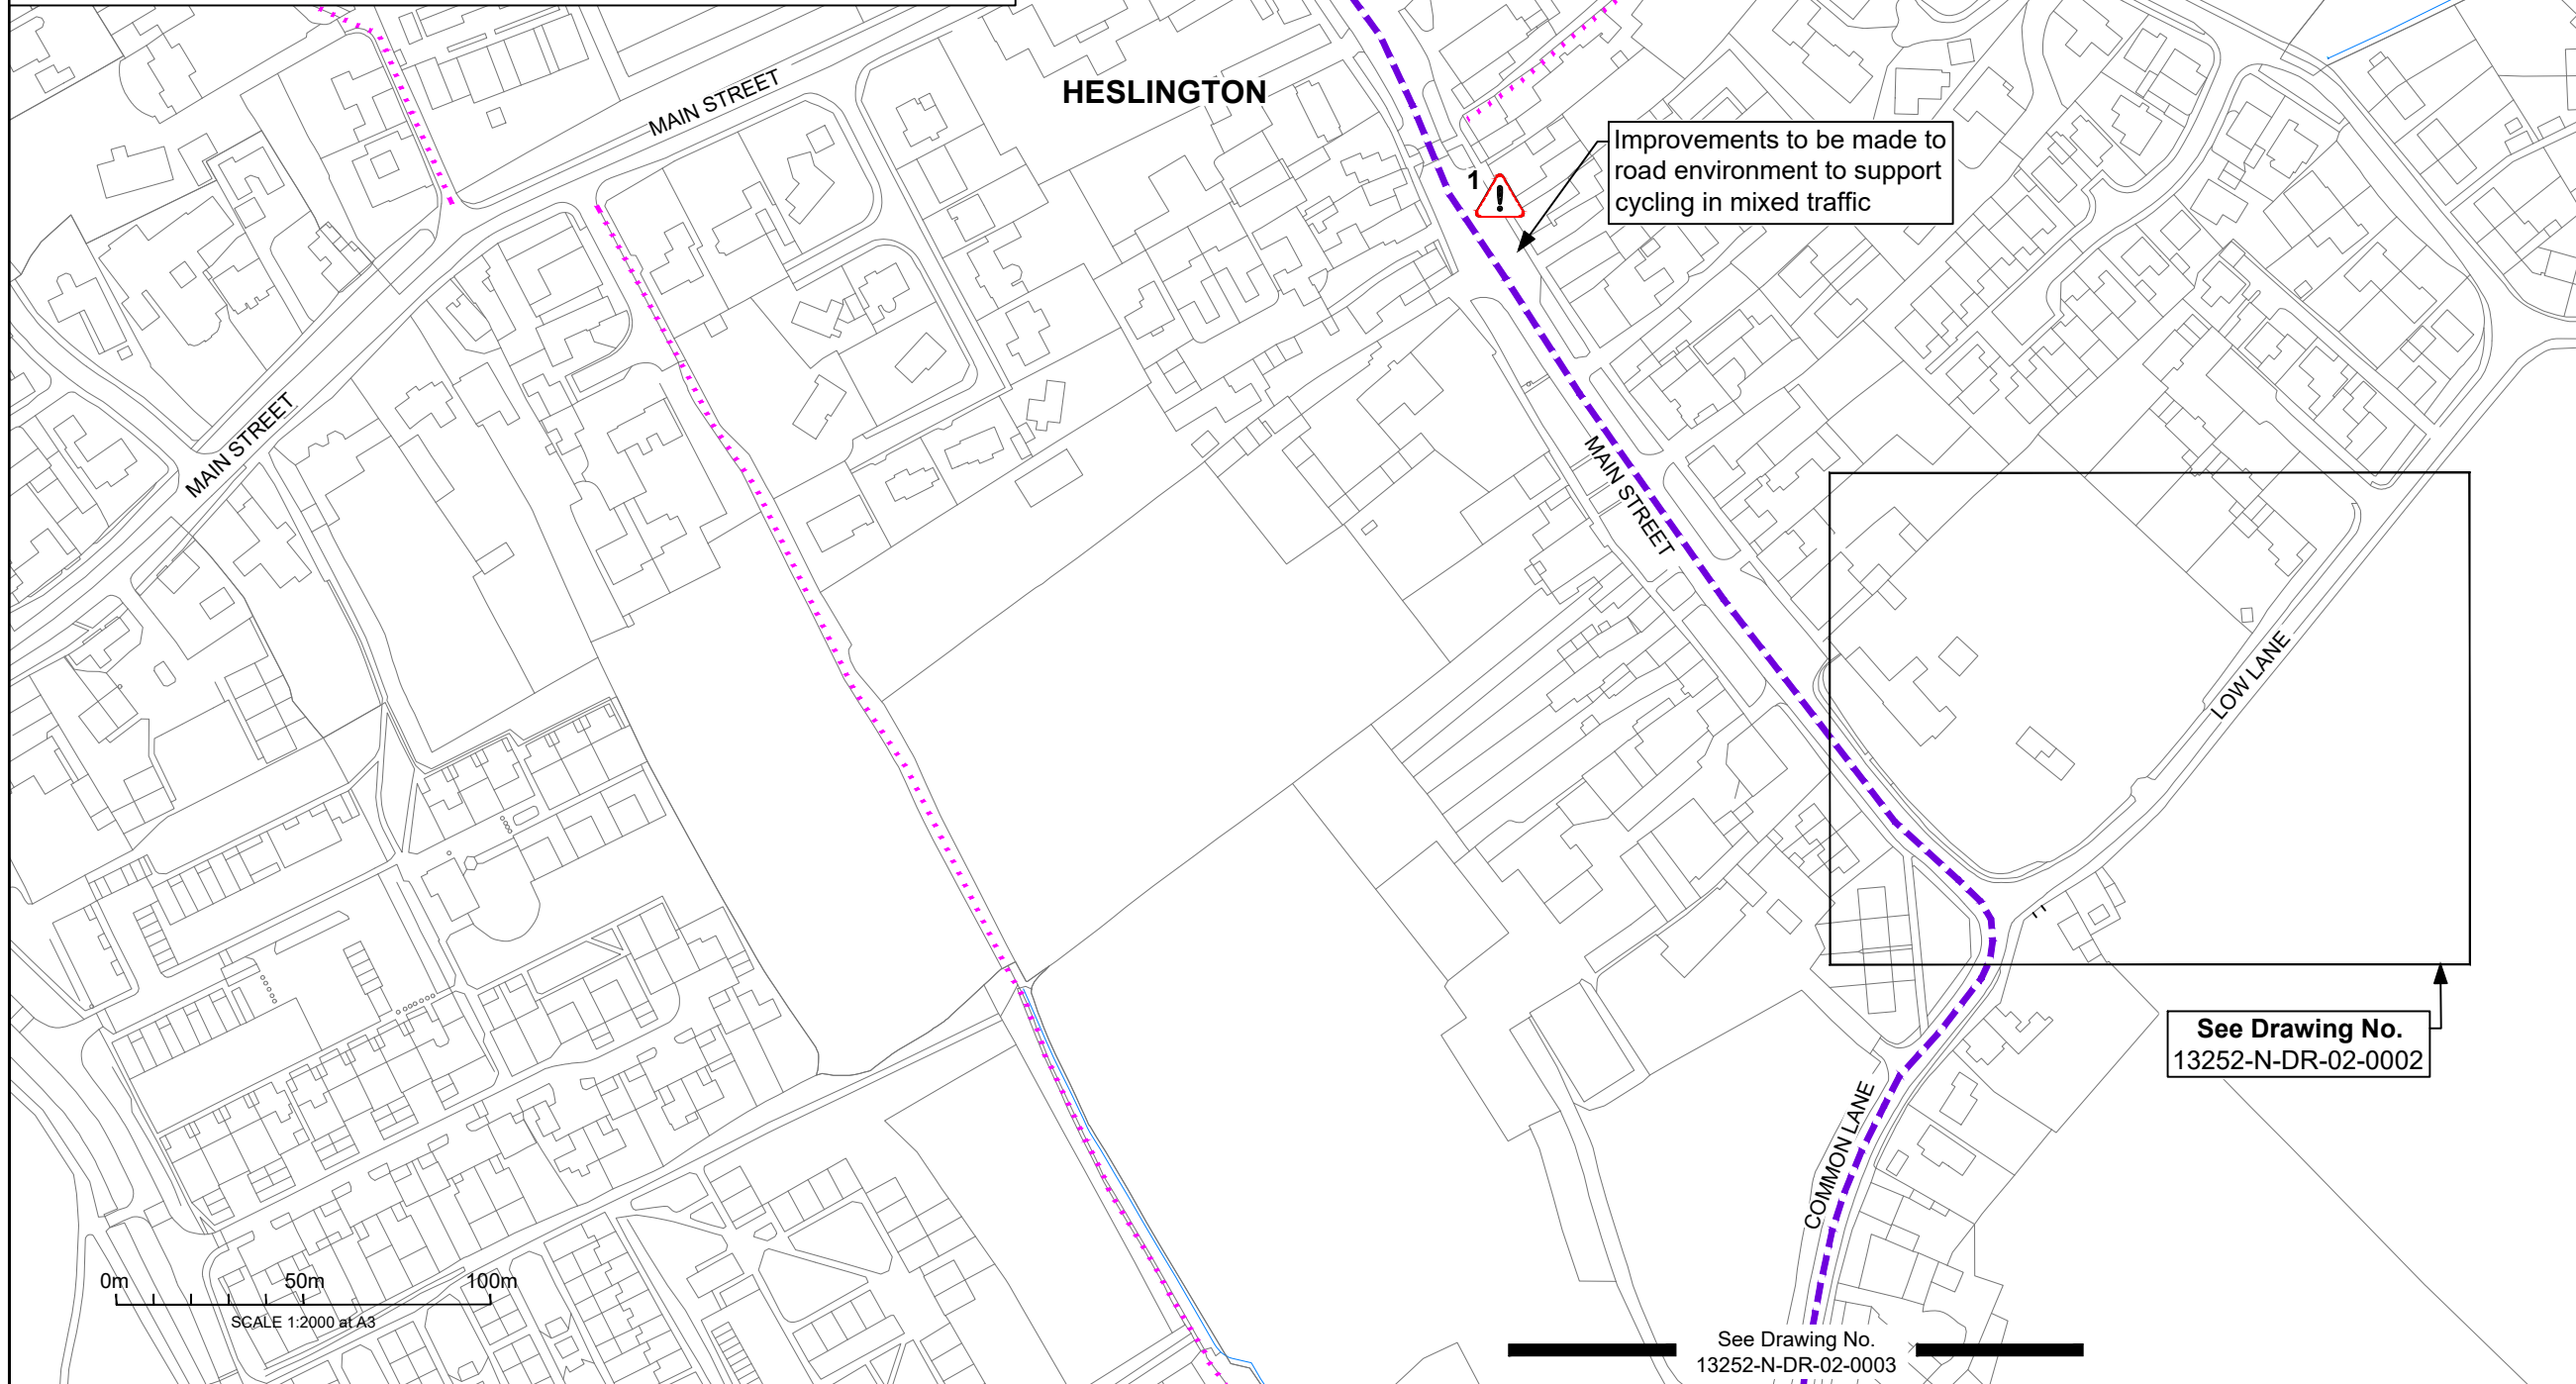 MAIN STREET
HESLINGTON
1
Improvements to be made to
road environment to support
cycling in mixed traffic
MAIN STREET
MAIN STREET
LOW LANE
See Drawing No.
13252-N-DR-02-0002
COMMON LANE
0m 50m 100m
SCALE 1:2000 at A3
See Drawing No.
13252-N-DR-02-0003